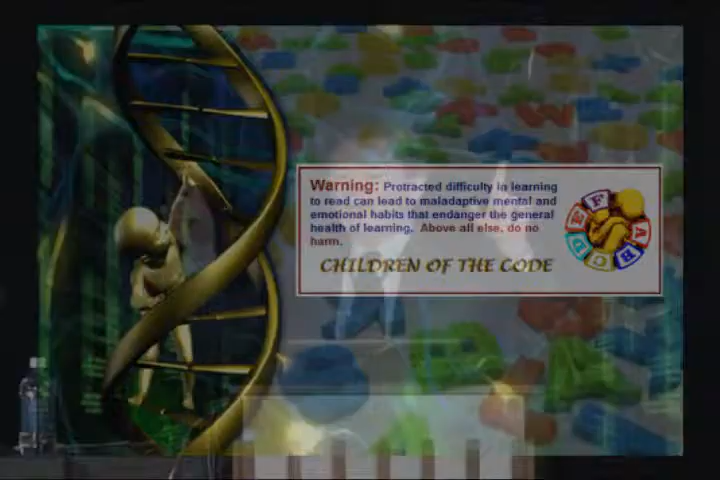 Warning: Protracted difficulty in learning
to read can lead to maladaptive mental and
emotional habits that endanger the general
health of learning. Above all else, do no
harm.
CHILDREN OF THE CODE
F
E
D
C
B
A